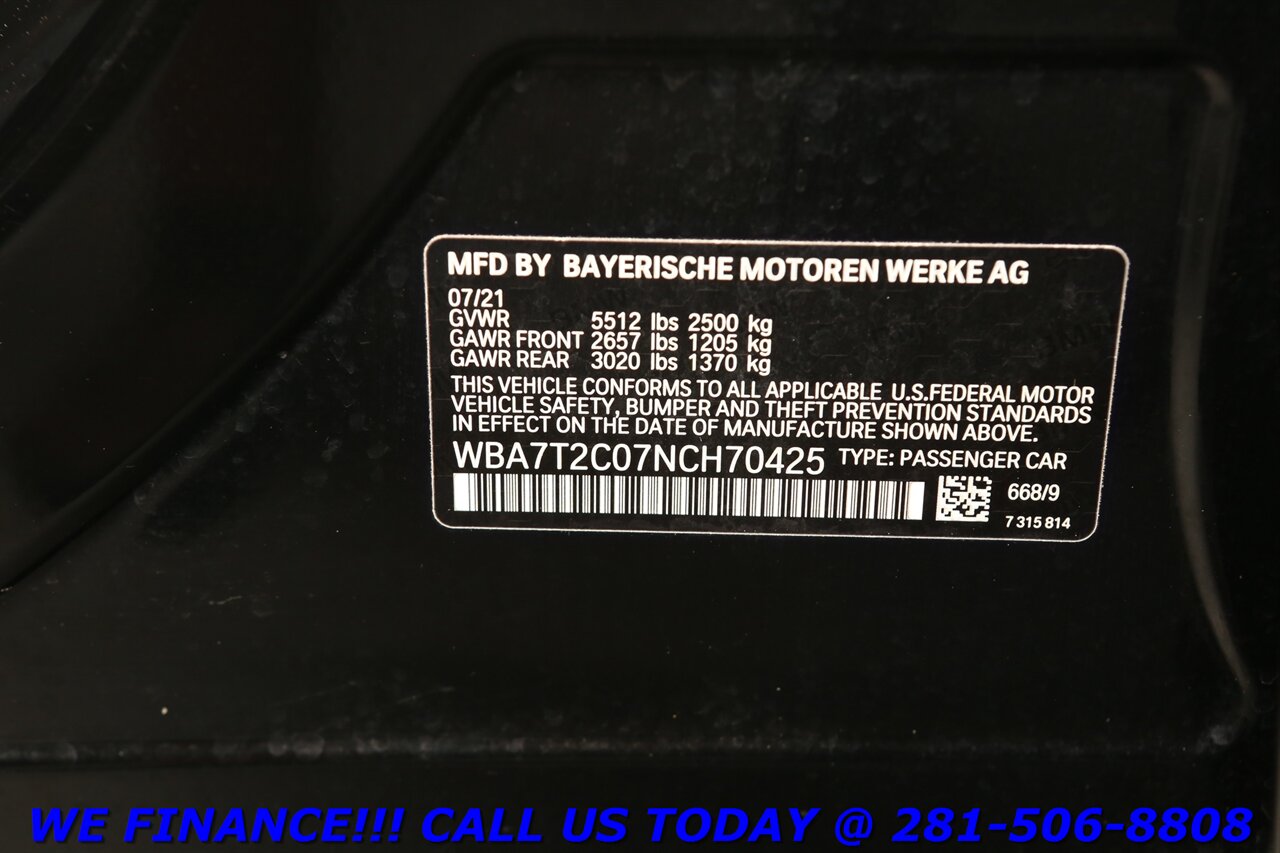 MFD BY BAYERISCHE MOTOREN WERKE AG
07/21
GVWR 5512 lbs 2500 kg
GAWR FRONT 2657 lbs 1205 kg
GAWR REAR 3020 lbs 1370 kg
THIS VEHICLE CONFORMS TO ALL APPLICABLE U.S.FEDERAL MOTOR
VEHICLE SAFETY, BUMPER AND THEFT PREVENTION STANDARDS
IN EFFECT ON THE DATE OF MANUFACTURE SHOWN ABOVE.
WBA7T2C07NCH70425 TYPE: PASSENGER CAR
668/9
7 315 814
WE FINANCE!!! CALL US TODAY @ 281-506-8808